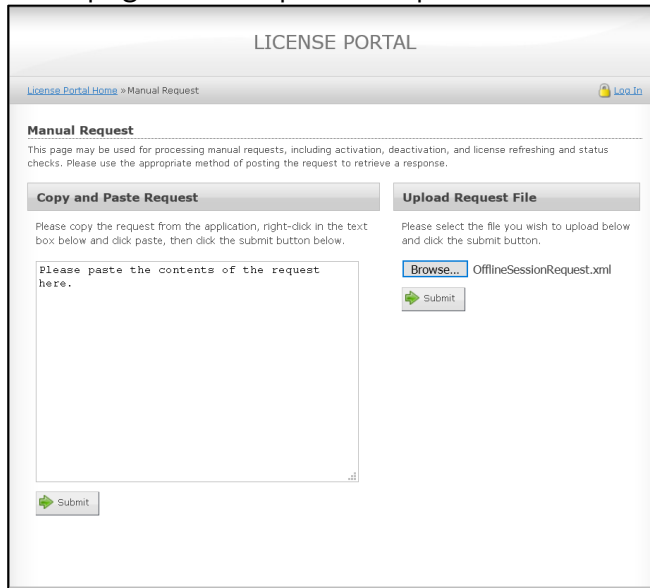 LICENSE PORTAL
License Portal Home » Manual Request
Log In
Manual Request
This page may be used for processing manual requests, including activation, deactivation, and license refreshing and status
checks. Please use the appropriate method of posting the request to retrieve a response.
Copy and Paste Request
Please copy the request from the application, right-click in the text
box below and click paste, then click the submit button below.
Please paste the contents of the request
here.
Submit
Upload Request File
Please select the file you wish to upload below
and click the submit button.
Browse... OfflineSessionRequest.xml
Submit